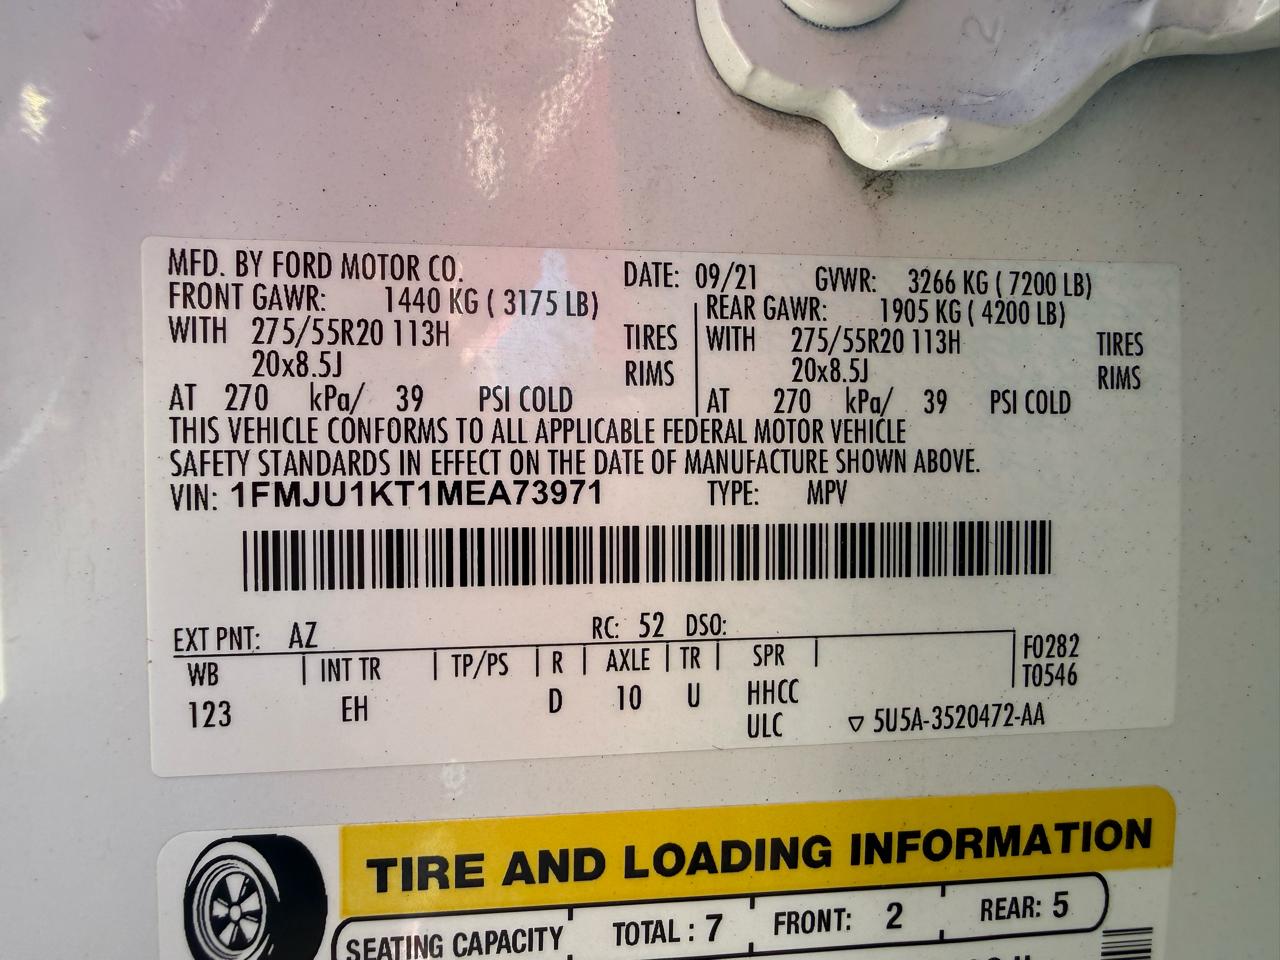 MFD. BY FORD MOTOR CO. DATE: 09/21 GVWR: 3266 KG ( 7200 LB)
FRONT GAWR: 1440 KG ( 3175 LB) REAR GAWR: 1905 KG ( 4200 LB)
WITH 275/55R20 113H TIRES WITH 275/55R20 113H TIRES
20x8.5J RIMS 20x8.5J RIMS
AT 270 kPa/ 39 PSI COLD AT 270 kPa/ 39 PSI COLD
THIS VEHICLE CONFORMS TO ALL APPLICABLE FEDERAL MOTOR VEHICLE
SAFETY STANDARDS IN EFFECT ON THE DATE OF MANUFACTURE SHOWN ABOVE.
VIN: 1FMJU1KT1MEA73971 TYPE: MPV
EXT PNT: AZ RC: 52 DSO:
WB INT TR TP/PS R AXLE TR SPR F0282
T0546
123 EH D 10 U HHCC
ULC ▽ 5U5A-3520472-AA
TIRE AND LOADING INFORMATION
SEATING CAPACITY TOTAL : 7 FRONT: 2 REAR: 5